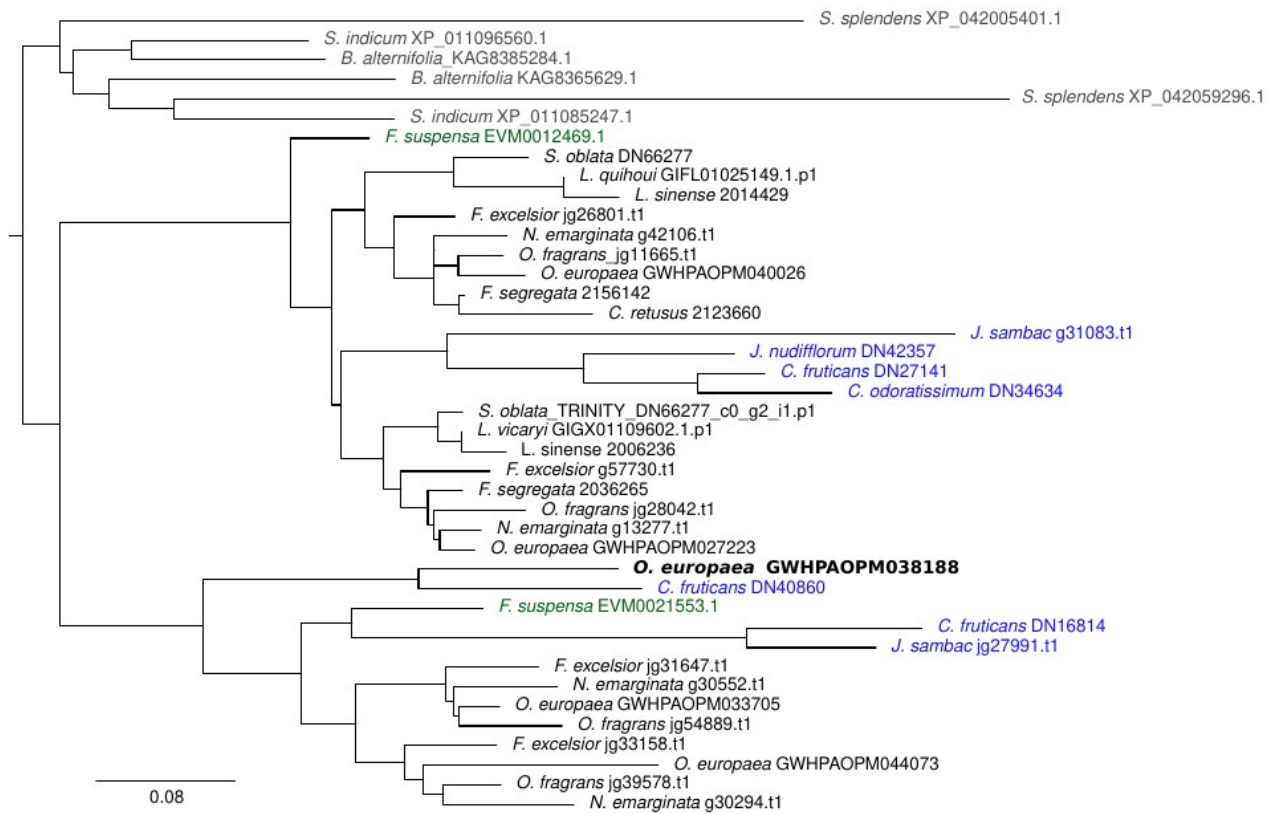 S. splendens XP_042005401.1
S. indicum XP_011096560.1
B. alternifolia_KAG8385284.1
B. alternifolia KAG8365629.1
S. splendens XP_042059296.1
S. indicum XP_011085247.1
F. suspensa EVM0012469.1
S. oblata DN66277
L. quihoui GIFL01025149.1.p1
L. sinense 2014429
F. excelsior jg26801.t1
N. emarginata g42106.t1
O. fragrans_jg11665.t1
O. europaea GWHPAOPM040026
F. segregata 2156142
C. retusus 2123660
J. sambac g31083.t1
J. nudifflorum DN42357
C. fruticans DN27141
C. odoratissimum DN34634
S. oblata_TRINITY_DN66277_c0_g2_i1.p1
L. vicaryi GIGX01109602.1.p1
L. sinense 2006236
F. excelsior g57730.t1
F. segregata 2036265
O. fragrans jg28042.t1
N. emarginata g13277.t1
O. europaea GWHPAOPM027223
O. europaea GWHPAOPM038188
C. fruticans DN40860
F. suspensa EVM0021553.1
C. fruticans DN16814
J. sambac jg27991.t1
F. excelsior jg31647.t1
N. emarginata g30552.t1
O. europaea GWHPAOPM033705
O. fragrans jg54889.t1
F. excelsior jg33158.t1
O. europaea GWHPAOPM044073
O. fragrans jg39578.t1
N. emarginata g30294.t1
0.08